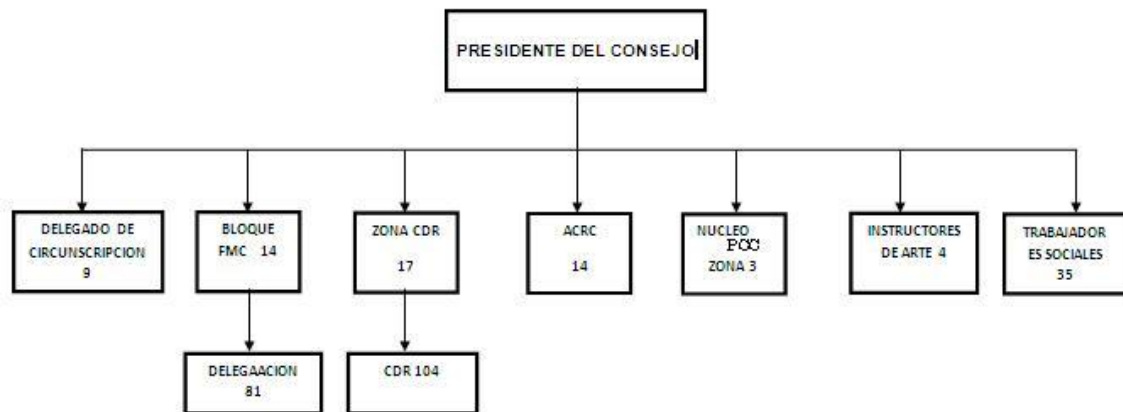 PRESIDENTE DEL CONSEJO
DELEGADO DE
CIRCUNSCRIPCION
9
BLOQUE
FMC 14
ZONA CDR
17
ACRC
14
NUCLEO
PCC
ZONA 3
INSTRUCTORES
DE ARTE 4
TRABAJADOR
ES SOCIALES
35
DELEGAACION
81
CDR 104